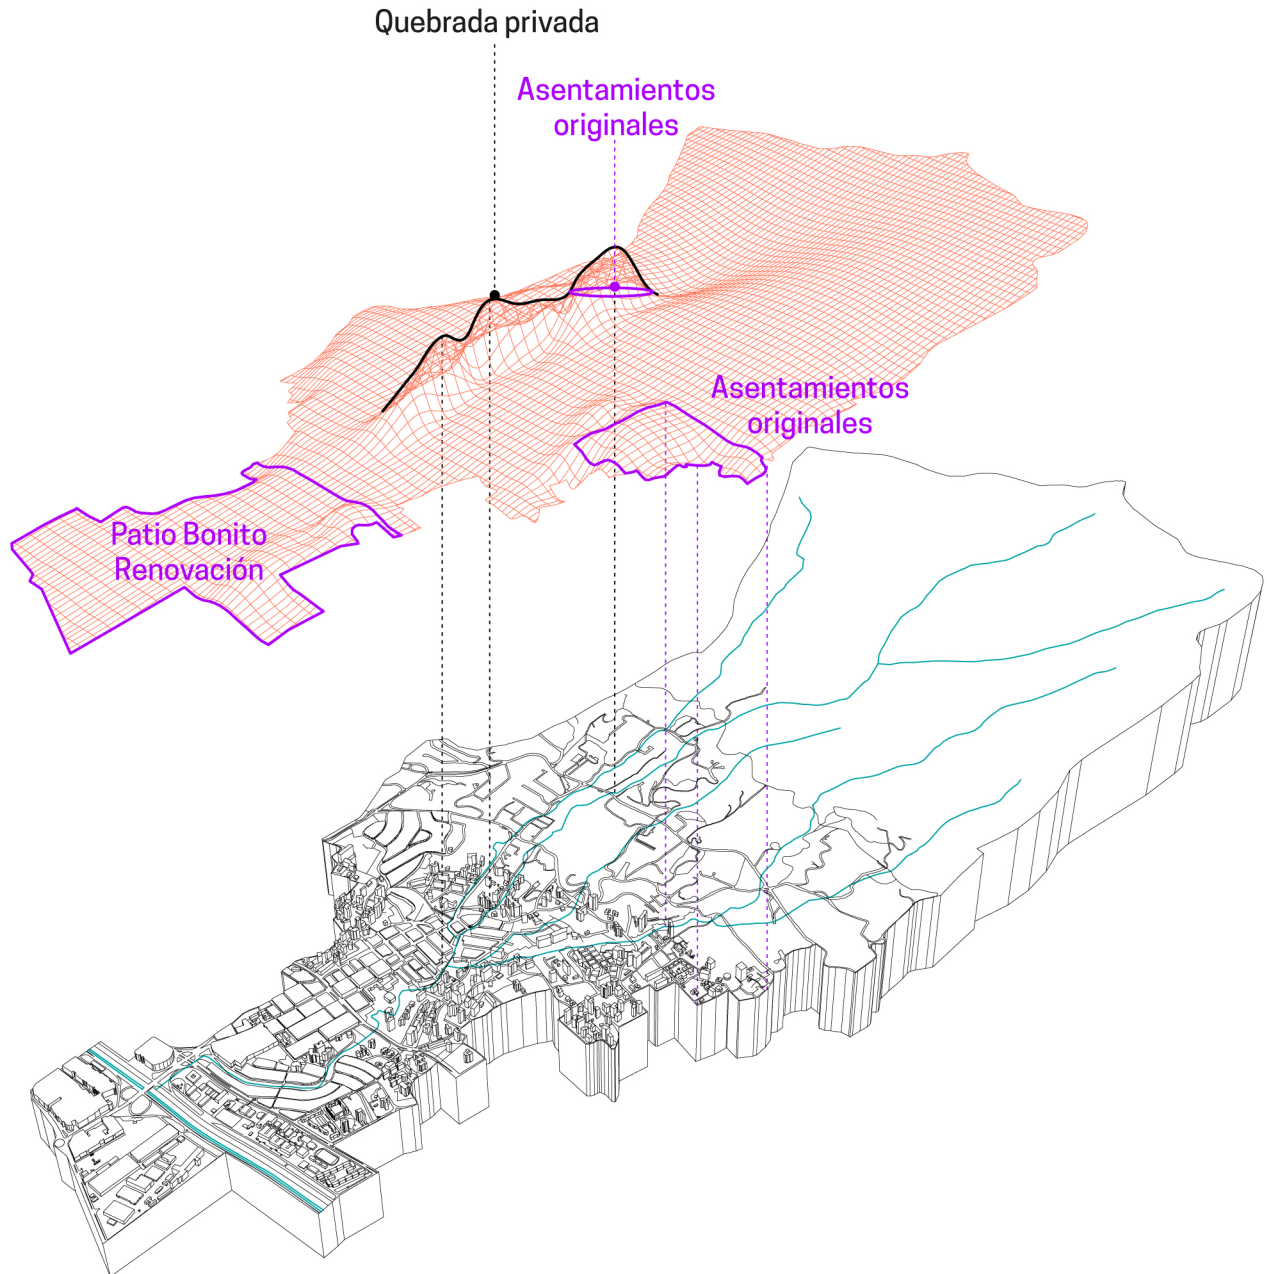 Quebrada privada
Asentamientos
originales
Asentamientos
originales
Patio Bonito
Renovación